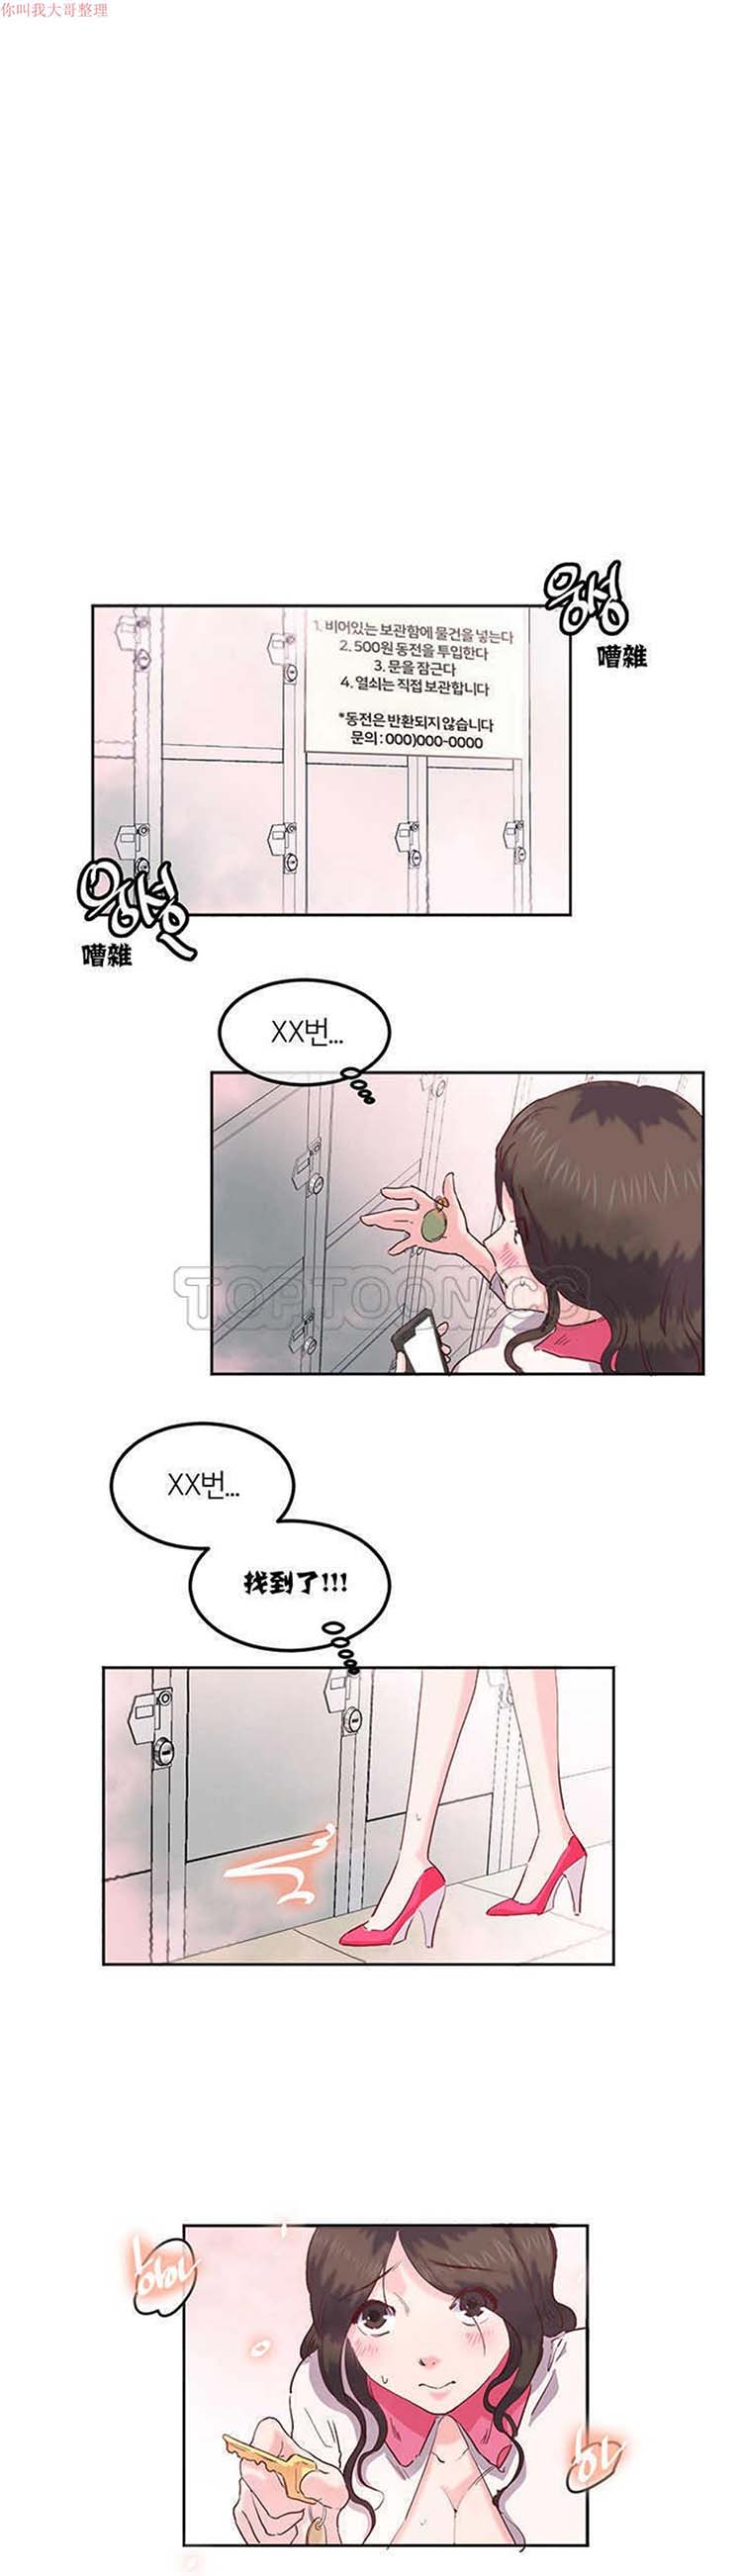 你叫我大哥整理
웅성
嘈雜
1. 비어있는 보관함에 물건을 넣는다
2. 500원 동전을 투입한다
3. 문을 잠근다
4. 열쇠는 직접 보관합니다
*동전은 반환되지 않습니다
문의 : 000)000-0000
웅성
嘈雜
XX번...
TOPTOON.CC
XX번...
找到了!!!
하아
하